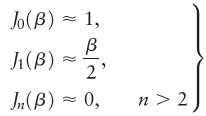 J₀(β) ≈ 1,
J₁(β) ≈ β/2,
Jₙ(β) ≈ 0, n > 2